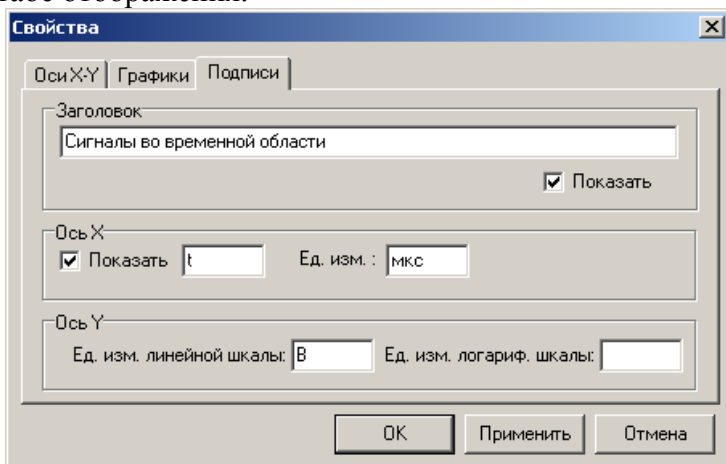 Свойства
Оси X-Y Графики Подписи
Заголовок
Сигналы во временной области
Показать
Ось X
Показать t Ед. изм. : мкс
Ось Y
Ед. изм. линейной шкалы: В Ед. изм. логариф. шкалы:
OK Применить Отмена